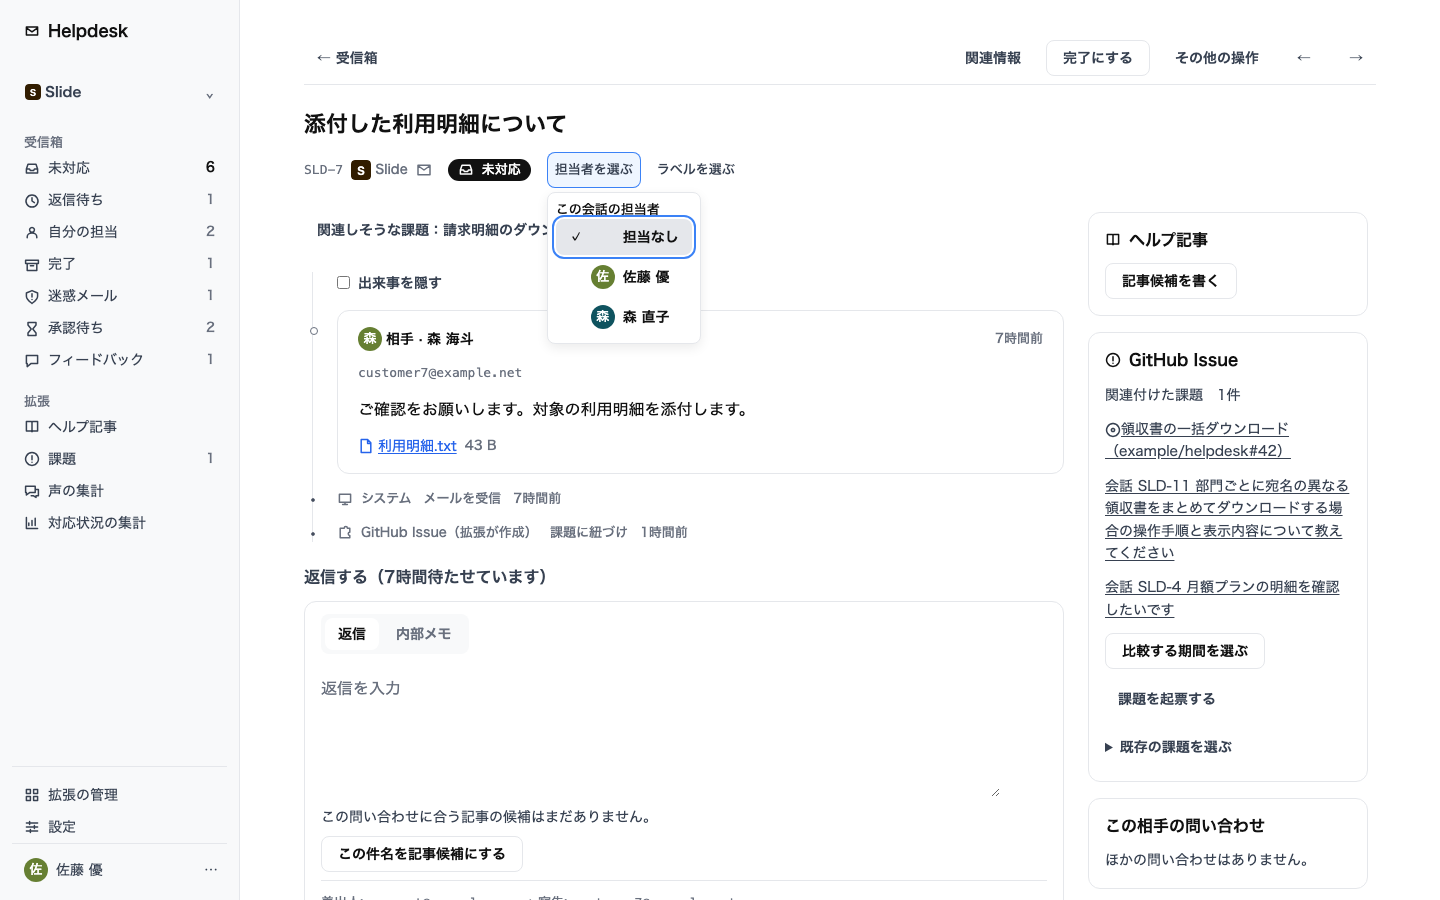 Helpdesk
S Slide
受信箱
未対応 6
返信待ち 1
自分の担当 2
完了 1
迷惑メール 1
承認待ち 2
フィードバック 1
拡張
ヘルプ記事
課題 1
声の集計
対応状況の集計
拡張の管理
設定
佐 佐藤 優 …
← 受信箱
関連情報 完了にする その他の操作 ← →
添付した利用明細について
SLD-7 S Slide 未対応 担当者を選ぶ ラベルを選ぶ
この会話の担当者
✓ 担当なし
佐 佐藤 優
森 森 直子
関連しそうな課題：請求明細のダウン
出来事を隠す
森 相手 · 森 海斗 7時間前
customer7@example.net
ご確認をお願いします。対象の利用明細を添付します。
利用明細.txt 43 B
システム メールを受信 7時間前
GitHub Issue（拡張が作成） 課題に紐づけ 1時間前
返信する（7時間待たせています）
返信 内部メモ
返信を入力
この問い合わせに合う記事の候補はまだありません。
この件名を記事候補にする
ヘルプ記事
記事候補を書く
GitHub Issue
関連付けた課題 1件
領収書の一括ダウンロード
（example/helpdesk#42）
会話 SLD-11 部門ごとに宛名の異なる
領収書をまとめてダウンロードする場
合の操作手順と表示内容について教え
てください
会話 SLD-4 月額プランの明細を確認
したいです
比較する期間を選ぶ
課題を起票する
▶ 既存の課題を選ぶ
この相手の問い合わせ
ほかの問い合わせはありません。